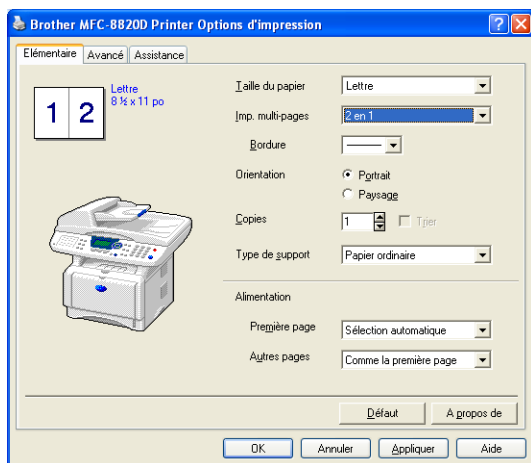 Brother MFC-8820D Printer Options d'impression
Elémentaire Avancé Assistance
1 2
Lettre
8 ½ x 11 po
Taille du papier Lettre
Imp. multi-pages 2 en 1
Bordure
Orientation Portrait
Paysage
Copies 1 Trier
Type de support Papier ordinaire
Alimentation
Première page Sélection automatique
Autres pages Comme la première page
Défaut A propos de
OK Annuler Appliquer Aide